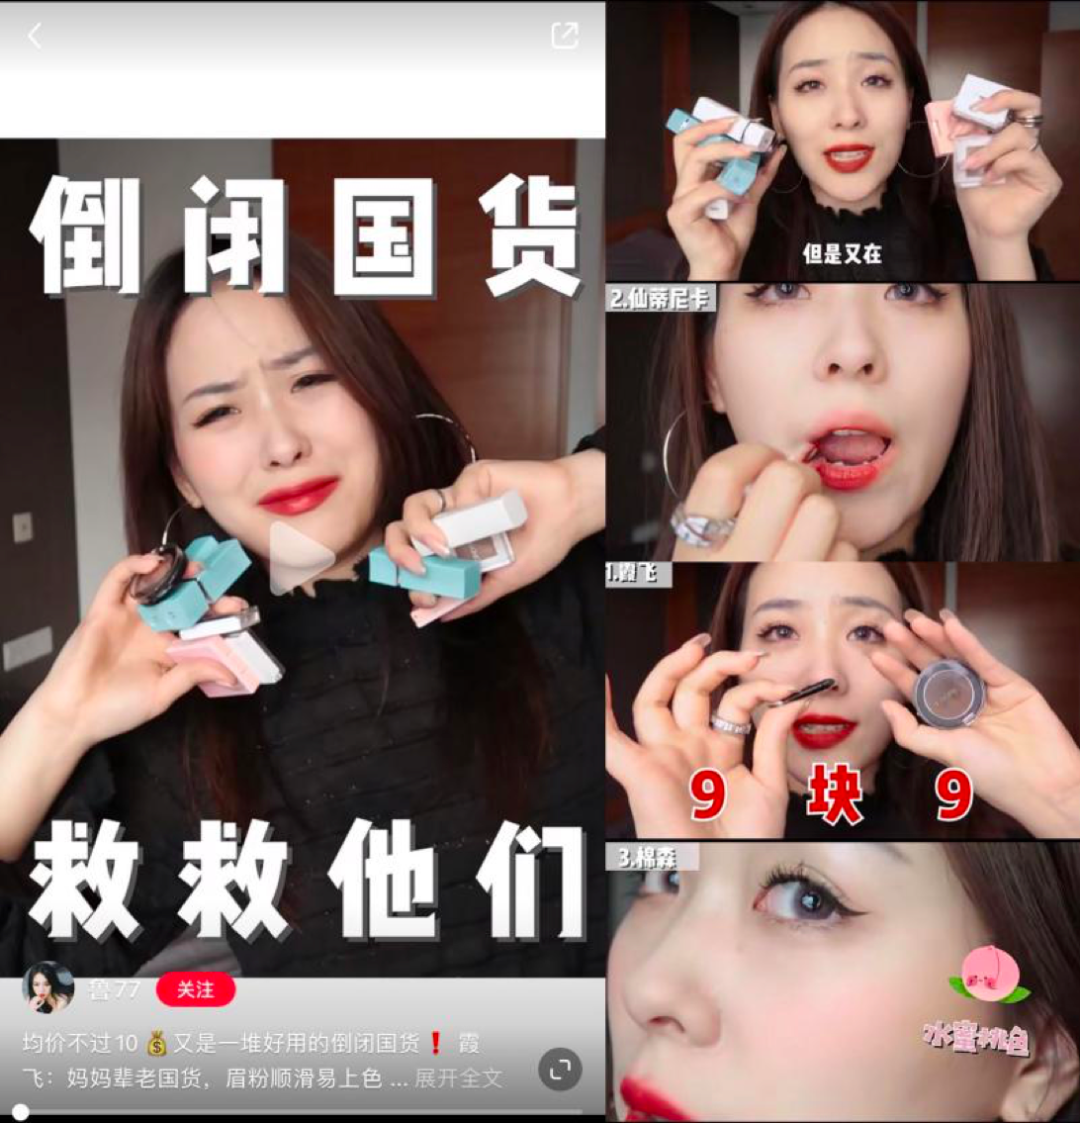 倒闭国货
救救他们
鲁77
关注
均价不过10💰又是一堆好用的倒闭国货❗ 霞
飞：妈妈辈老国货，眉粉顺滑易上色 ... 展开全文
但是又在
2.仙蒂尼卡
1.霞飞
9块9
3.棉森
水蜜桃色